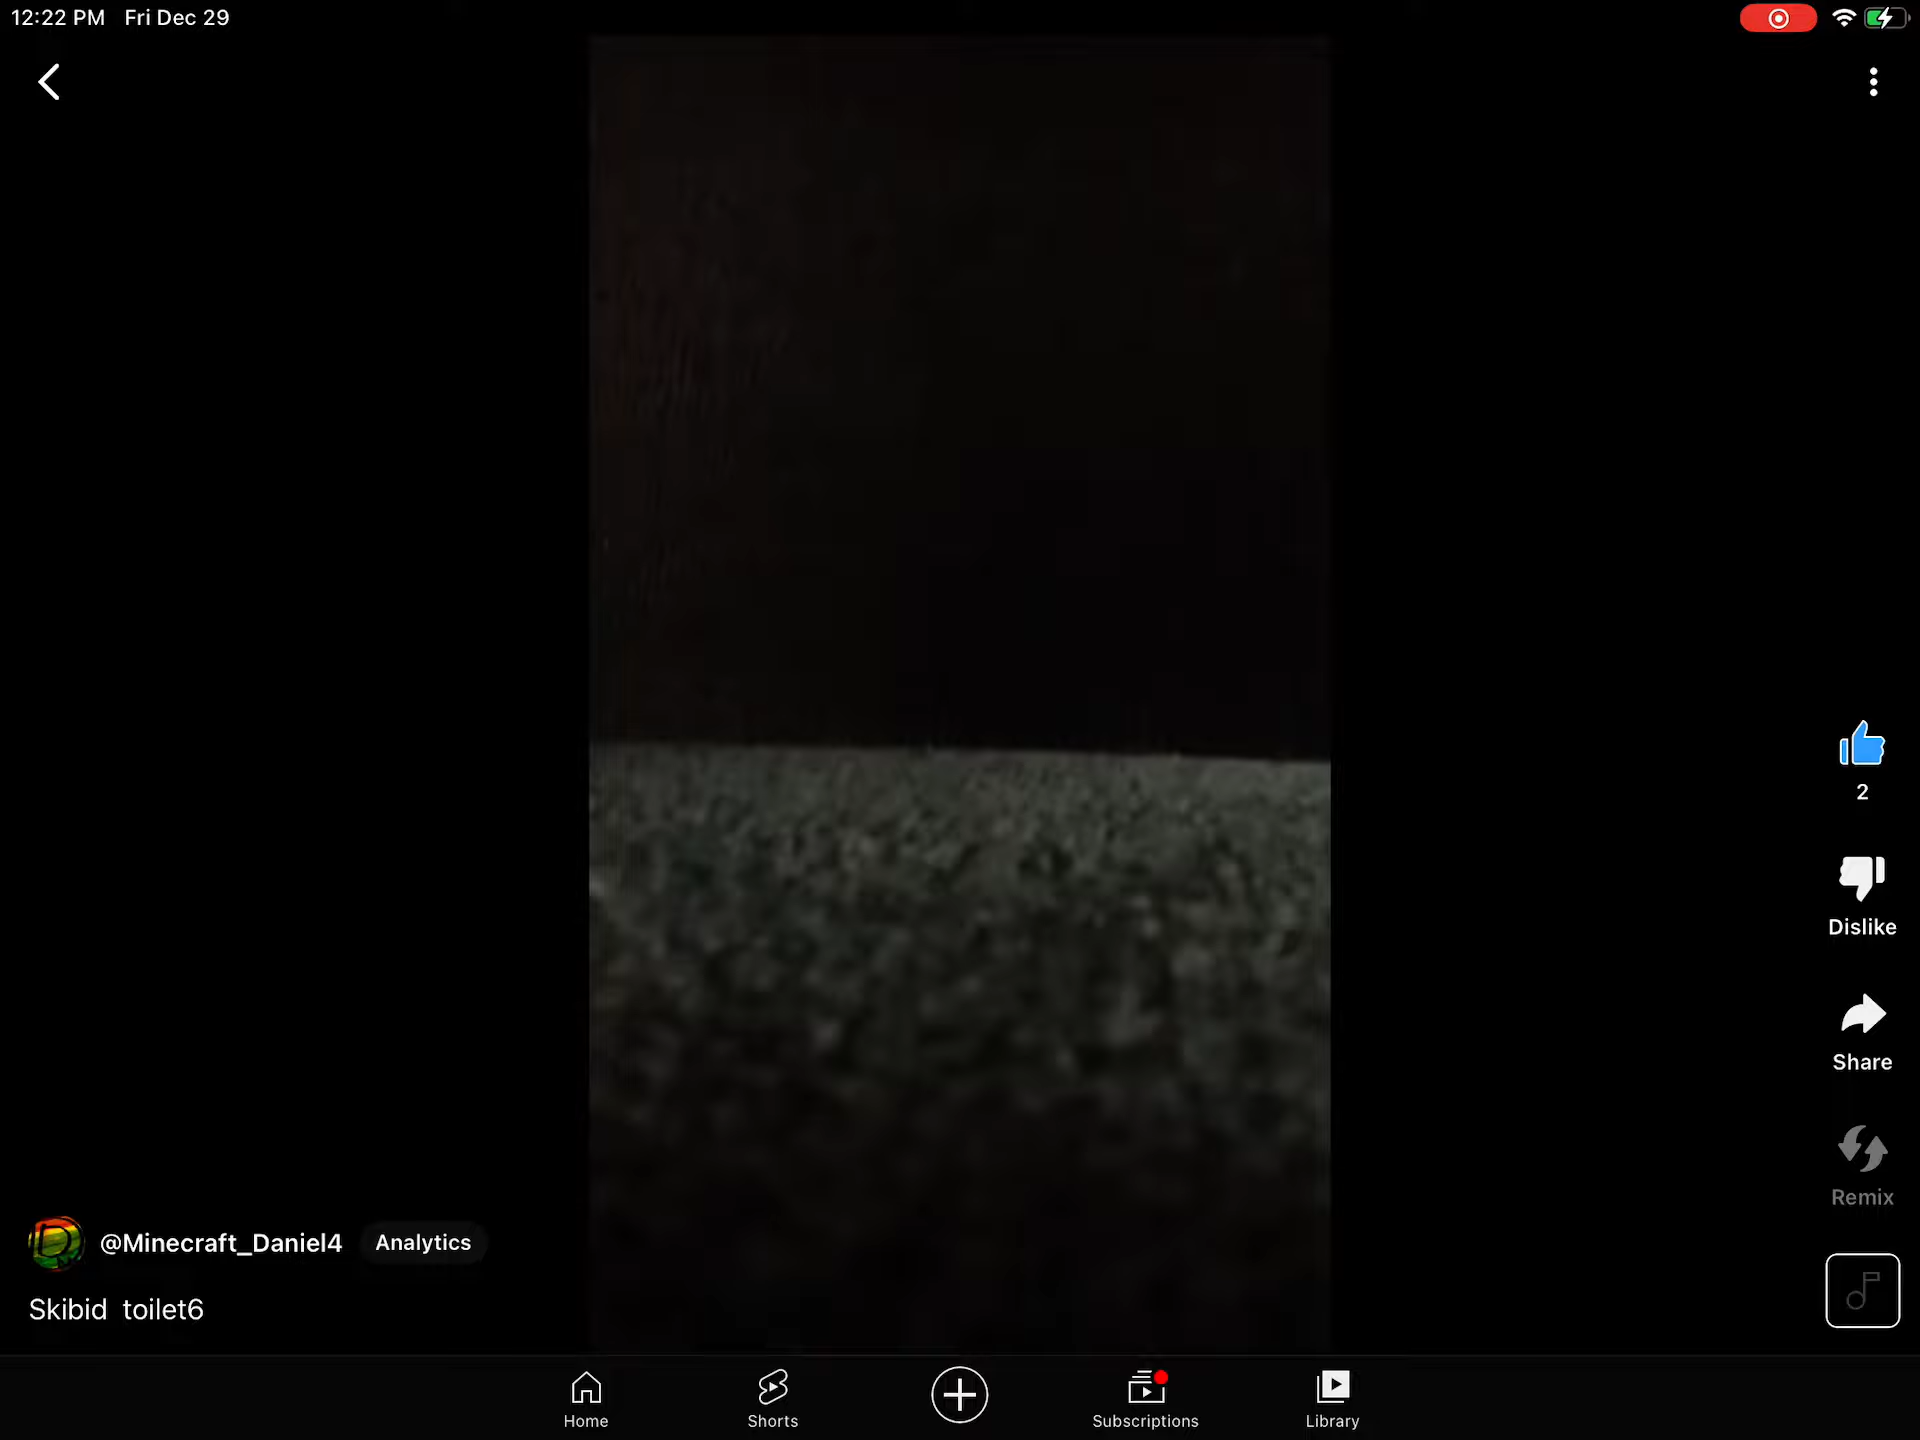 12:22 PM Fri Dec 29
2
Dislike
Share
Remix
D
@Minecraft_Daniel4 Analytics
Skibid toilet6
Home Shorts Subscriptions Library